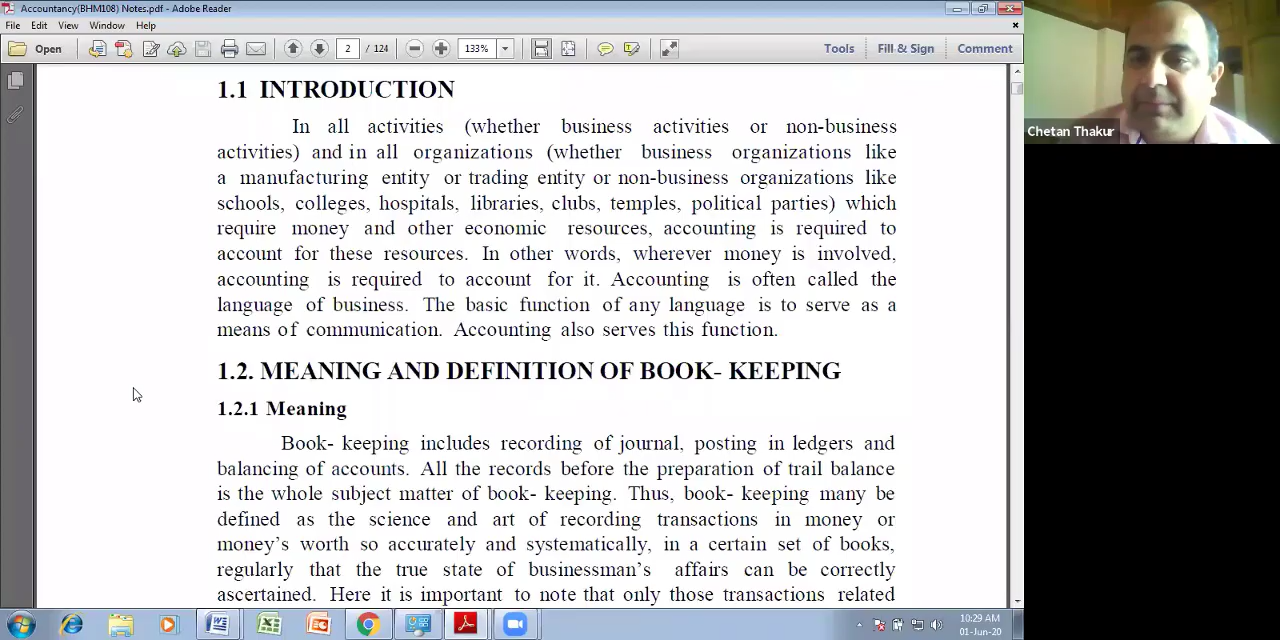 Accountancy(BHM108) Notes.pdf - Adobe Reader
File Edit View Window Help
Open 2 / 124 133% Tools Fill & Sign Comment
1.1 INTRODUCTION
In all activities (whether business activities or non-business
activities) and in all organizations (whether business organizations like
a manufacturing entity or trading entity or non-business organizations like
schools, colleges, hospitals, libraries, clubs, temples, political parties) which
require money and other economic resources, accounting is required to
account for these resources. In other words, wherever money is involved,
accounting is required to account for it. Accounting is often called the
language of business. The basic function of any language is to serve as a
means of communication. Accounting also serves this function.
1.2. MEANING AND DEFINITION OF BOOK- KEEPING
1.2.1 Meaning
Book- keeping includes recording of journal, posting in ledgers and
balancing of accounts. All the records before the preparation of trail balance
is the whole subject matter of book- keeping. Thus, book- keeping many be
defined as the science and art of recording transactions in money or
money's worth so accurately and systematically, in a certain set of books,
regularly that the true state of businessman's affairs can be correctly
ascertained. Here it is important to note that only those transactions related
Chetan Thakur
10:29 AM
01-Jun-20